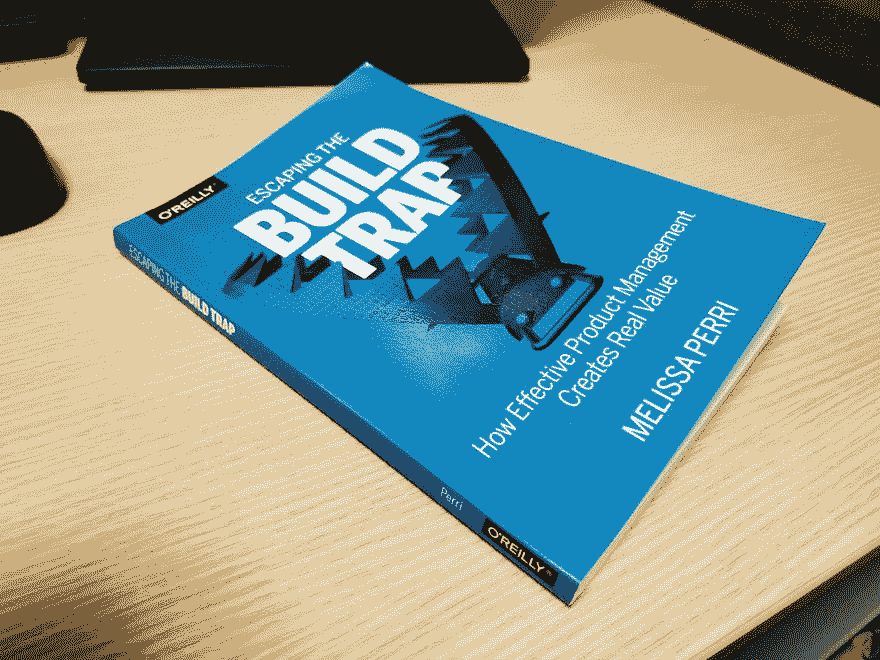 O'REILLY®
ESCAPING THE
BUILD
TRAP
How Effective Product Management
Creates Real Value
MELISSA PERRI
ESCAPING THE BUILD TRAP
Perri
O'REILLY®